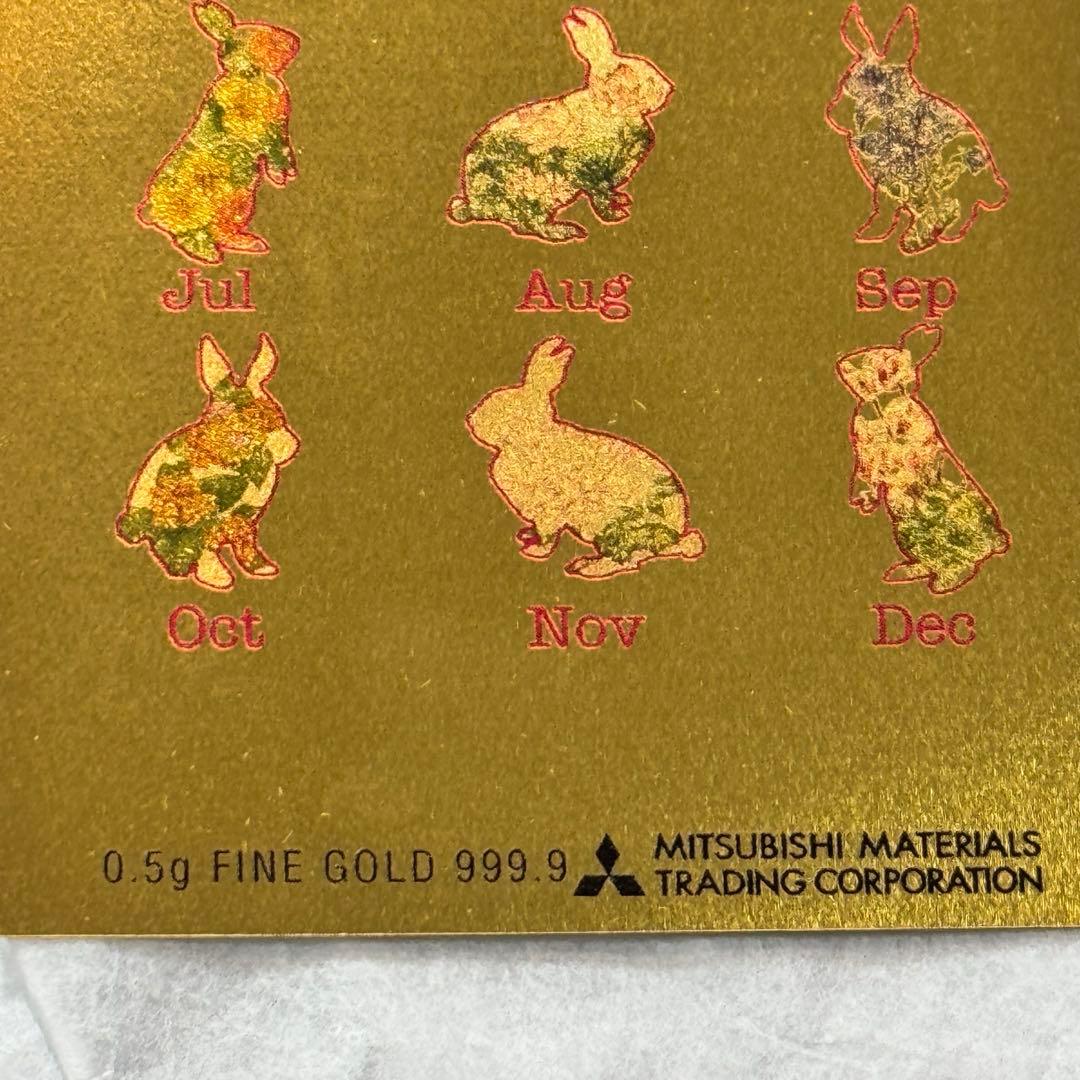 Jul Aug Sep
Oct Nov Dec
0.5g FINE GOLD 999.9
MITSUBISHI MATERIALS
TRADING CORPORATION